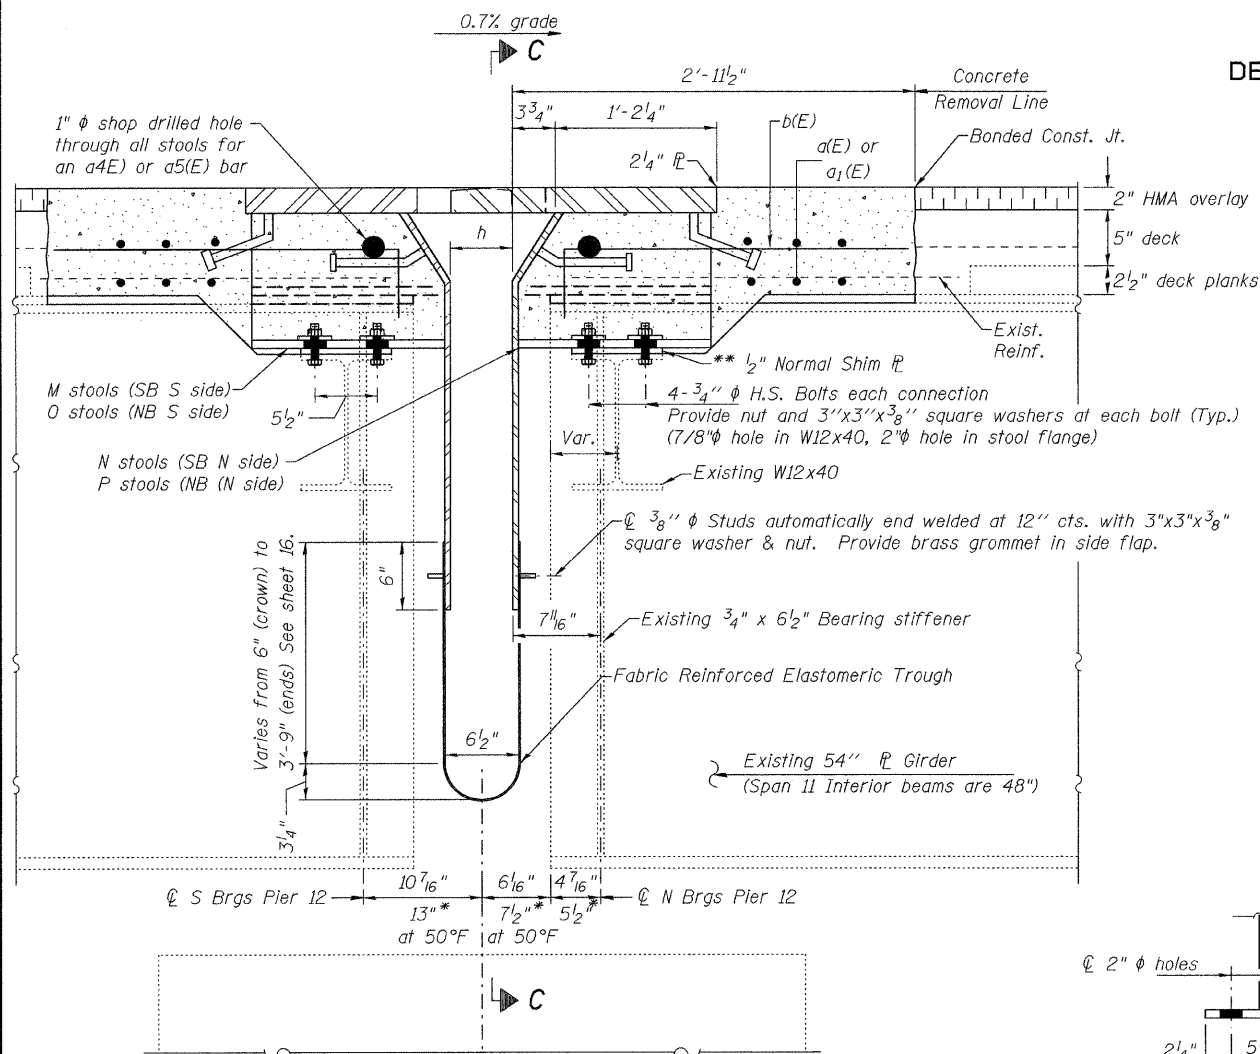 0.7% grade
C
DE
2'-11½"
Concrete
Removal Line
3¾"
1'-2¼"
b(E)
1" ϕ shop drilled hole
through all stools for
an a4E) or a5(E) bar
2¼" ℄
a(E) or
a₁(E)
Bonded Const. Jt.
2" HMA overlay
h
5" deck
2½" deck planks
Exist.
Reinf.
** ½" Normal Shim ⅊
M stools (SB S side)
O stools (NB S side)
5½"
4-¾" ϕ H.S. Bolts each connection
Provide nut and 3"x3"x⅜" square washers at each bolt (Typ.)
(7/8"ϕ hole in W12x40, 2"ϕ hole in stool flange)
Var.
N stools (SB N side)
P stools (NB (N side)
Existing W12x40
℄ ⅜" ϕ Studs automatically end welded at 12" cts. with 3"x3"x⅜"
square washer & nut. Provide brass grommet in side flap.
Varies from 6" (crown) to
3'-9" (ends) See sheet 16.
6"
7 11/16"
Existing ¾" x 6½" Bearing stiffener
Fabric Reinforced Elastomeric Trough
6½"
Existing 54" ⅊ Girder
(Span 11 Interior beams are 48")
3¼"
10 7/16"
6 1/16"
4 7/16"
℄ S Brgs Pier 12
℄ N Brgs Pier 12
13"*
7½"*
5½"*
at 50°F
at 50°F
℄ 2" ϕ holes
C
2¼"
5